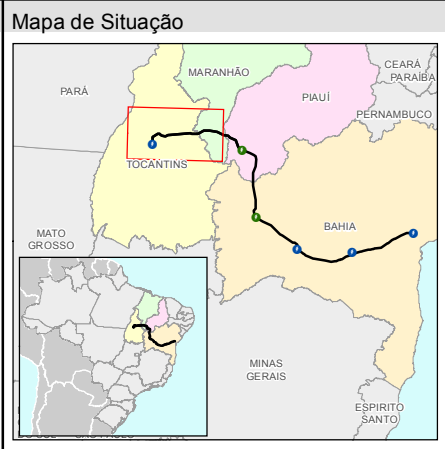 Mapa de Situação
CEARÁ
MARANHÃO
PARAÍBA
PARÁ
PIAUÍ
PERNAMBUCO
TOCANTINS
BAHIA
MATO
GROSSO
MINAS
GERAIS
ESPIRITO
SANTO